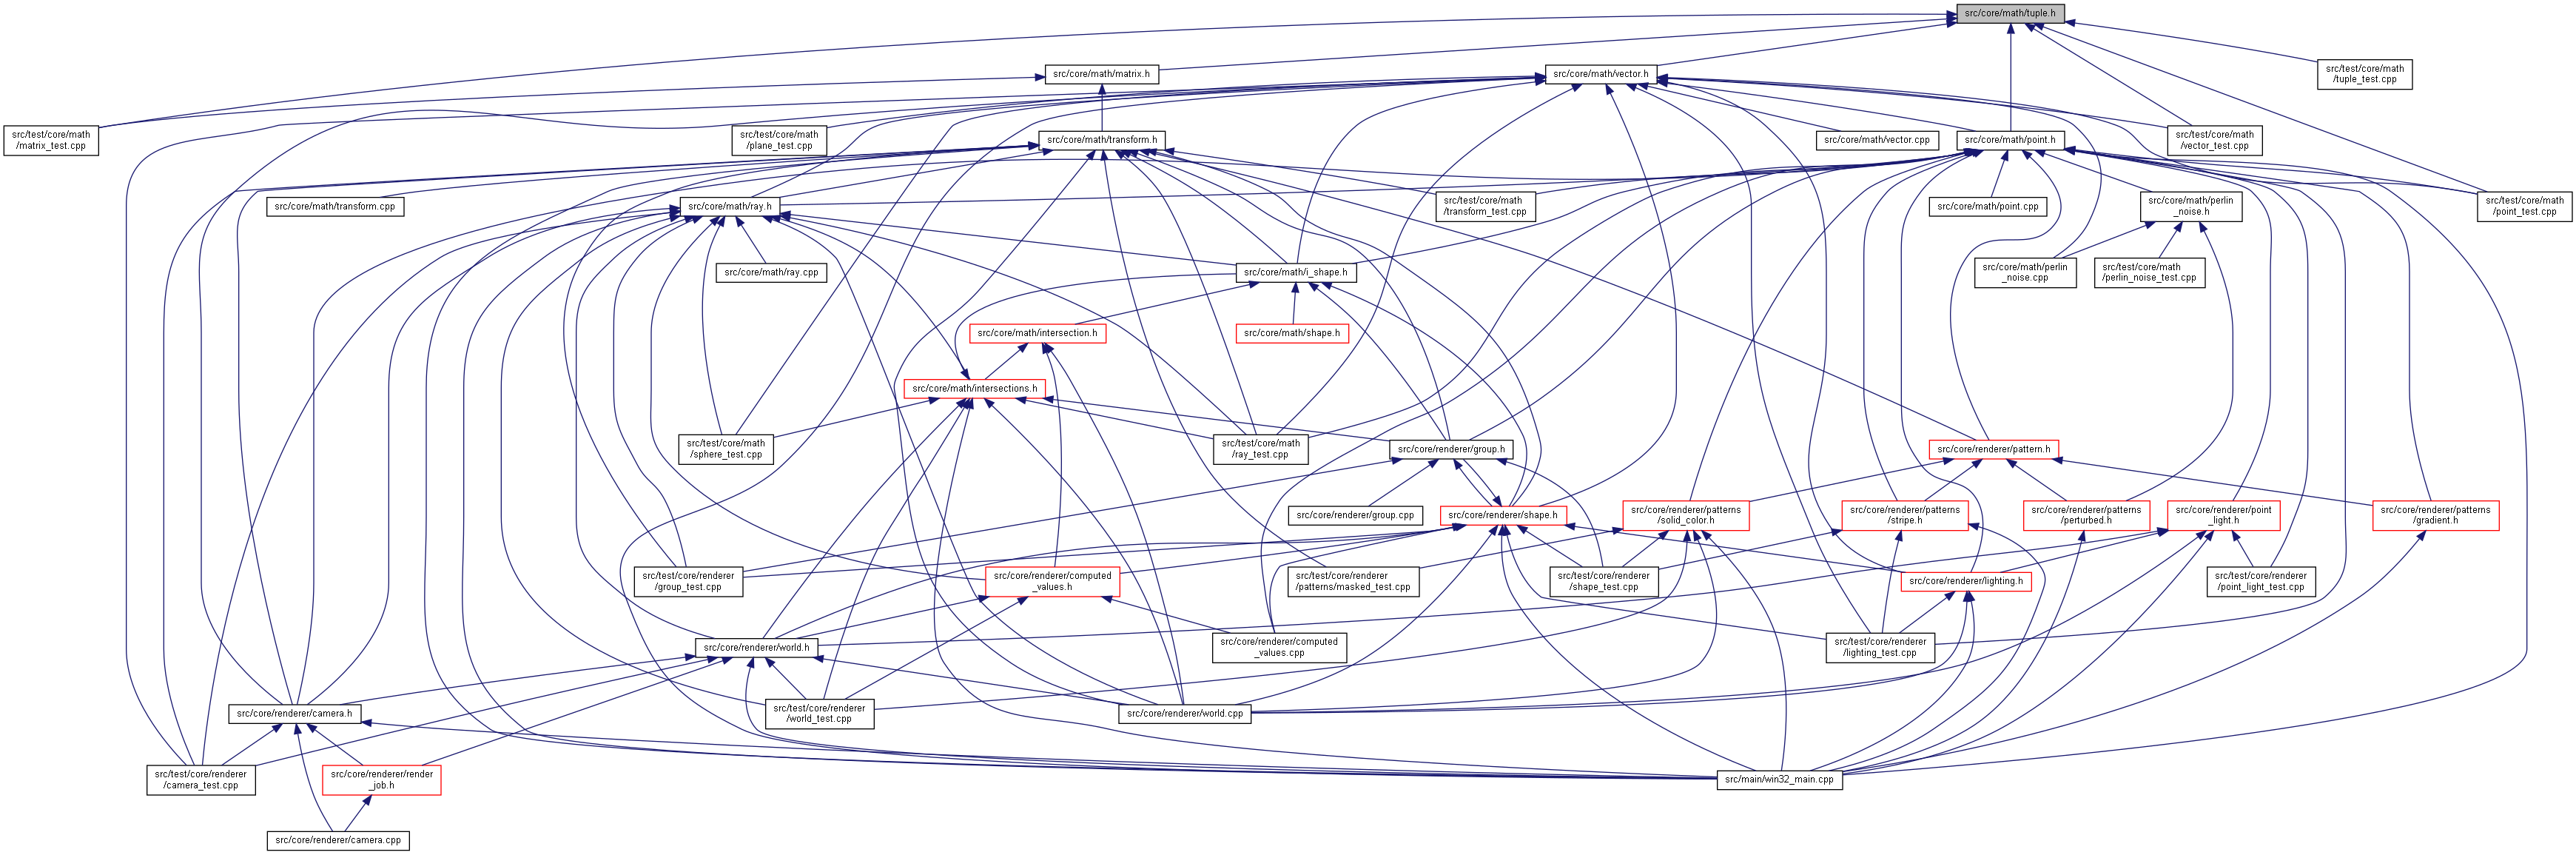 src/core/math/tuple.h
src/core/math/matrix.h
src/core/math/vector.h
src/test/core/math
/tuple_test.cpp
src/test/core/math
/matrix_test.cpp
src/test/core/math
/plane_test.cpp
src/core/math/transform.h
src/core/math/vector.cpp
src/core/math/point.h
src/test/core/math
/vector_test.cpp
src/core/math/transform.cpp
src/core/math/ray.h
src/test/core/math
/transform_test.cpp
src/core/math/point.cpp
src/core/math/perlin
_noise.h
src/test/core/math
/point_test.cpp
src/core/math/ray.cpp
src/core/math/i_shape.h
src/core/math/perlin
_noise.cpp
src/test/core/math
/perlin_noise_test.cpp
src/core/math/intersection.h
src/core/math/shape.h
src/core/math/intersections.h
src/test/core/math
/sphere_test.cpp
src/test/core/math
/ray_test.cpp
src/core/renderer/group.h
src/core/renderer/pattern.h
src/core/renderer/group.cpp
src/core/renderer/shape.h
src/core/renderer/patterns
/solid_color.h
src/core/renderer/patterns
/stripe.h
src/core/renderer/patterns
/perturbed.h
src/core/renderer/point
_light.h
src/core/renderer/patterns
/gradient.h
src/test/core/renderer
/group_test.cpp
src/core/renderer/computed
_values.h
src/test/core/renderer
/patterns/masked_test.cpp
src/test/core/renderer
/shape_test.cpp
src/core/renderer/lighting.h
src/test/core/renderer
/point_light_test.cpp
src/core/renderer/world.h
src/core/renderer/computed
_values.cpp
src/test/core/renderer
/lighting_test.cpp
src/core/renderer/camera.h
src/test/core/renderer
/world_test.cpp
src/core/renderer/world.cpp
src/test/core/renderer
/camera_test.cpp
src/core/renderer/render
_job.h
src/main/win32_main.cpp
src/core/renderer/camera.cpp